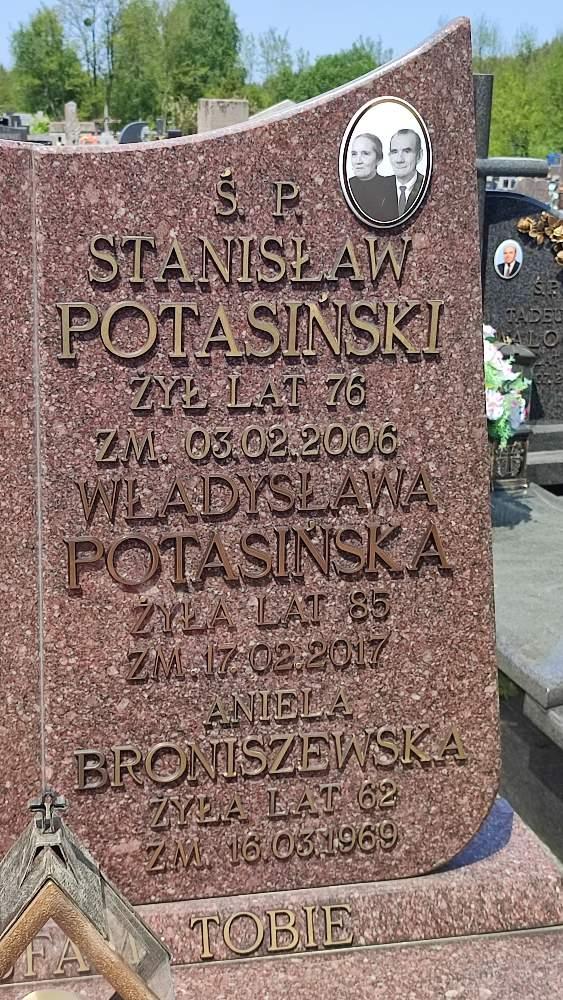 Ś. P.
STANISŁAW
POTASIŃSKI
ŻYŁ LAT 76
ZM. 03.02.2006
WŁADYSŁAWA
POTASIŃSKA
ŻYŁA LAT 85
ZM. 17.02.2017
ANIELA
BRONISZEWSKA
ŻYŁA LAT 62
ZM. 16.03.1969
TOBIE
Ś.P.